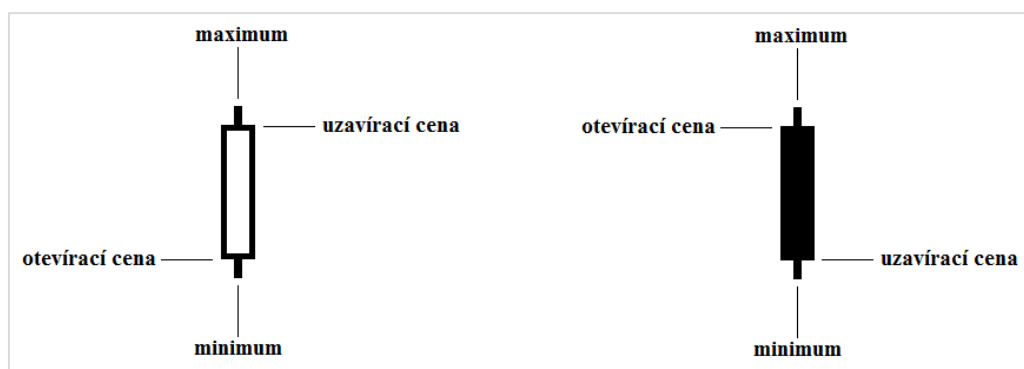 maximum
uzavírací cena
otevírací cena
minimum
maximum
otevírací cena
uzavírací cena
minimum